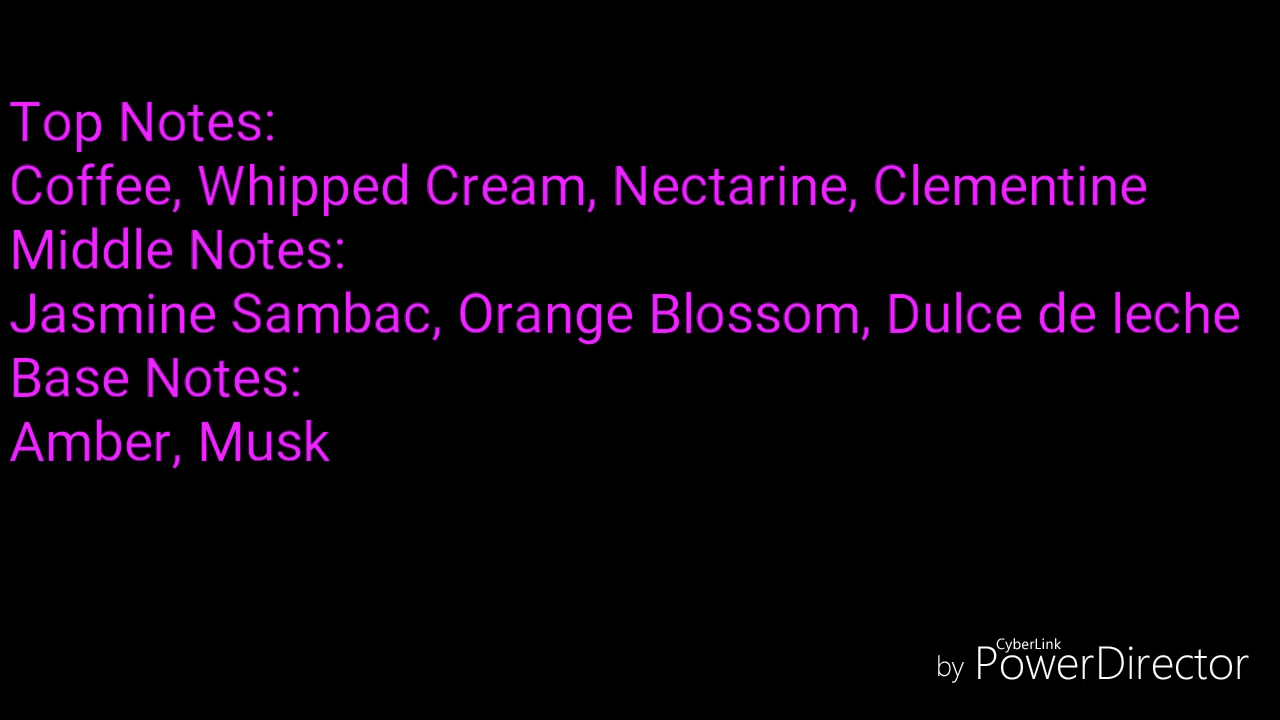 Top Notes:
Coffee, Whipped Cream, Nectarine, Clementine
Middle Notes:
Jasmine Sambac, Orange Blossom, Dulce de leche
Base Notes:
Amber, Musk
CyberLink
by PowerDirector